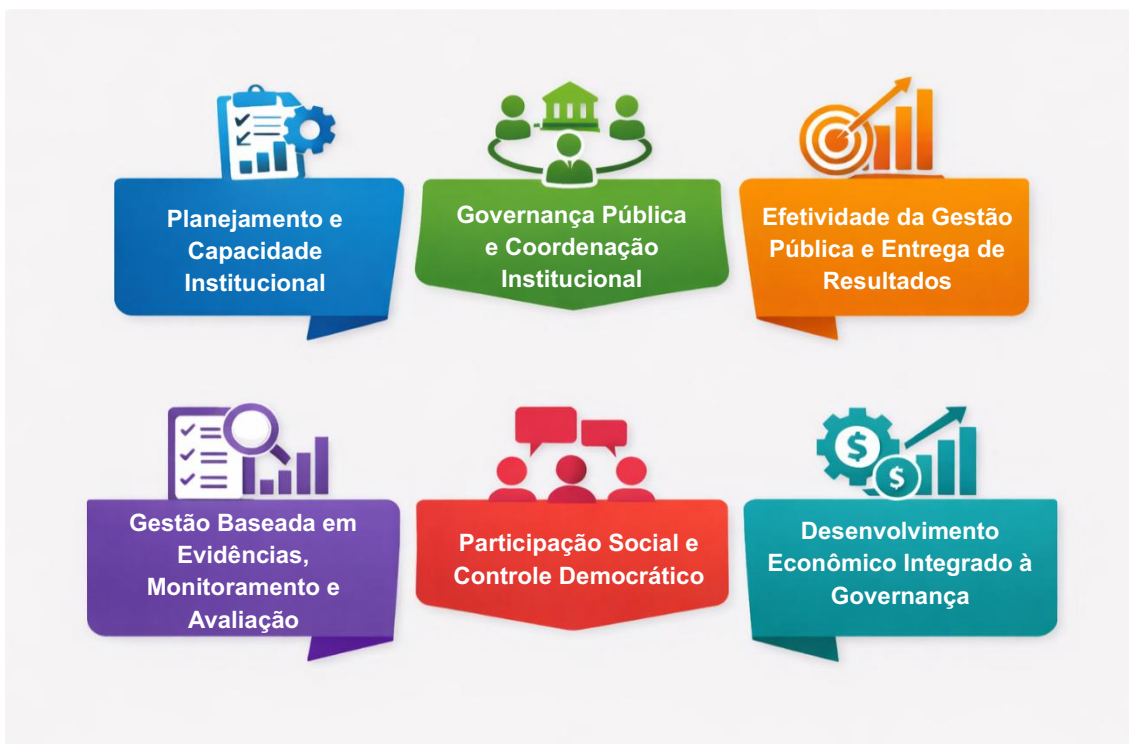 Planejamento e
Capacidade
Institucional
Governança Pública
e Coordenação
Institucional
Efetividade da Gestão
Pública e Entrega de
Resultados
Gestão Baseada em
Evidências,
Monitoramento e
Avaliação
Participação Social e
Controle Democrático
Desenvolvimento
Econômico Integrado à
Governança